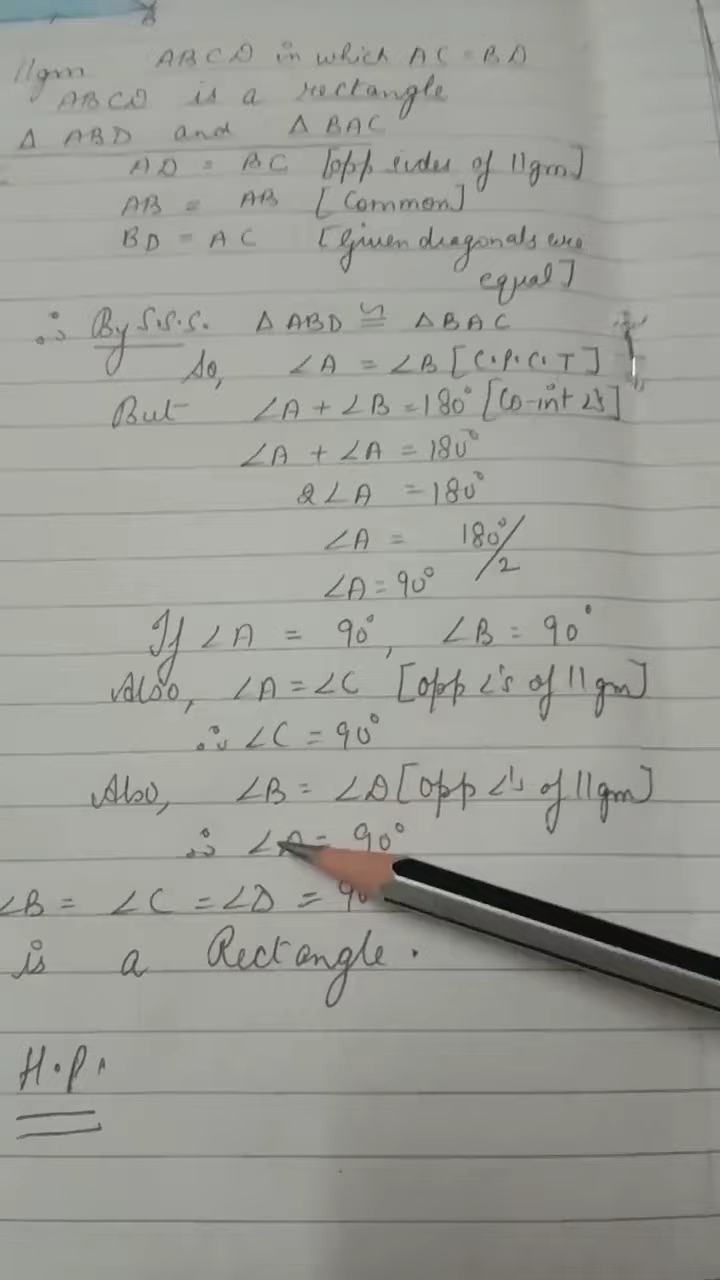 ||gm ABCD in which AC = BD
ABCD is a rectangle
Δ ABD and Δ BAC
AD = BC [opp sides of ||gm]
AB = AB [Common]
BD = AC [Given diagonals are
equal]
∴ By S.S.S. Δ ABD ≅ Δ BAC
So, ∠A = ∠B [C.P.C.T]
But ∠A + ∠B = 180° [Co-int ∠s]
∠A + ∠A = 180°
2∠A = 180°
∠A = 180°/2
∠A = 90°
If ∠A = 90°, ∠B = 90°
Also, ∠A = ∠C [opp ∠'s of ||gm]
∴ ∠C = 90°
Also, ∠B = ∠D [opp ∠'s of ||gm]
∴ ∠ = 90°
∠B = ∠C = ∠D = 90
is a Rectangle.
H.P.